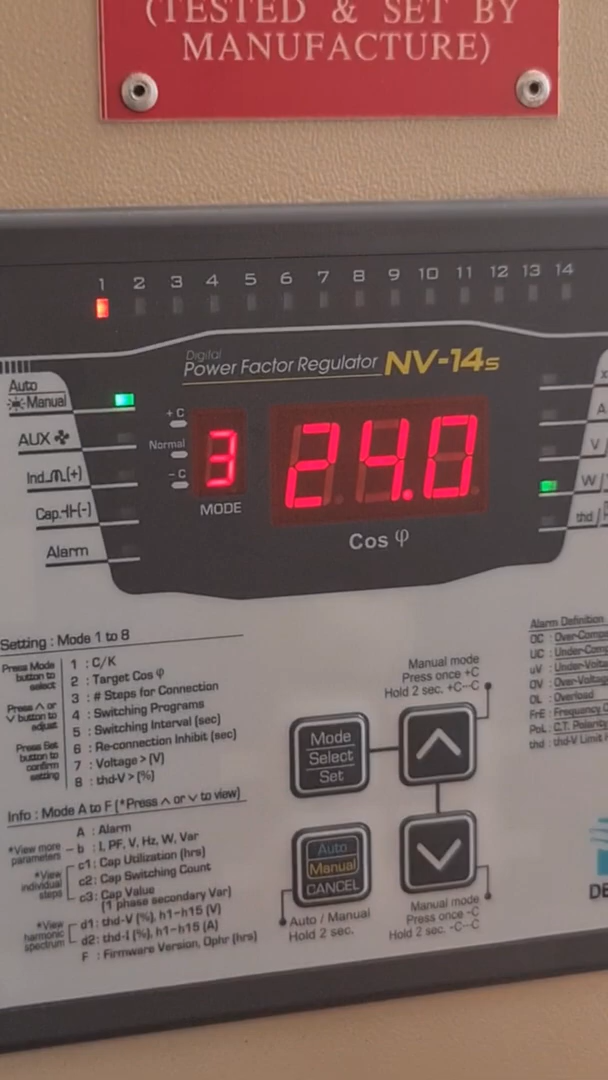 (TESTED & SET BY
MANUFACTURE)
1 2 3 4 5 6 7 8 9 10 11 12 13 14
Digital
Power Factor Regulator NV-14s
Auto
Manual
AUX
Ind. (+)
Cap. (-)
Alarm
+ C
Normal
- C
3
MODE
24.0
Cos φ
A
V
W/
thd/
Setting : Mode 1 to 8
Press Mode button to select
Press ∧ or ∨ button to adjust
Press Set button to confirm setting
1 : C/K
2 : Target Cos φ
3 : # Steps for Connection
4 : Switching Programs
5 : Switching Interval (sec)
6 : Re-connection Inhibit (sec)
7 : Voltage > (V)
8 : thd-V > (%)
Info : Mode A to F (*Press ∧ or ∨ to view)
A : Alarm
*View more parameters
b : I, PF, V, Hz, W, Var
*View individual steps
c1: Cap Utilization (hrs)
c2: Cap Switching Count
c3: Cap Value
(1 phase secondary Var)
*View harmonic spectrum
d1: thd-V (%), h1-h15 (V)
d2: thd-I (%), h1-h15 (A)
F : Firmware Version, Ophr (hrs)
Manual mode
Press once +C
Hold 2 sec. +C--C
Mode
Select
Set
Auto
Manual
CANCEL
Auto / Manual
Hold 2 sec.
Manual mode
Press once -C
Hold 2 sec. -C--C
Alarm Definition
OC : Over-Compe
UC : Under-Comp
uV : Under-Volta
OV : Over-Voltag
OL : Overload
FrE : Frequency
PoL : C.T. Polarity
thd : thd-V Limit
DE